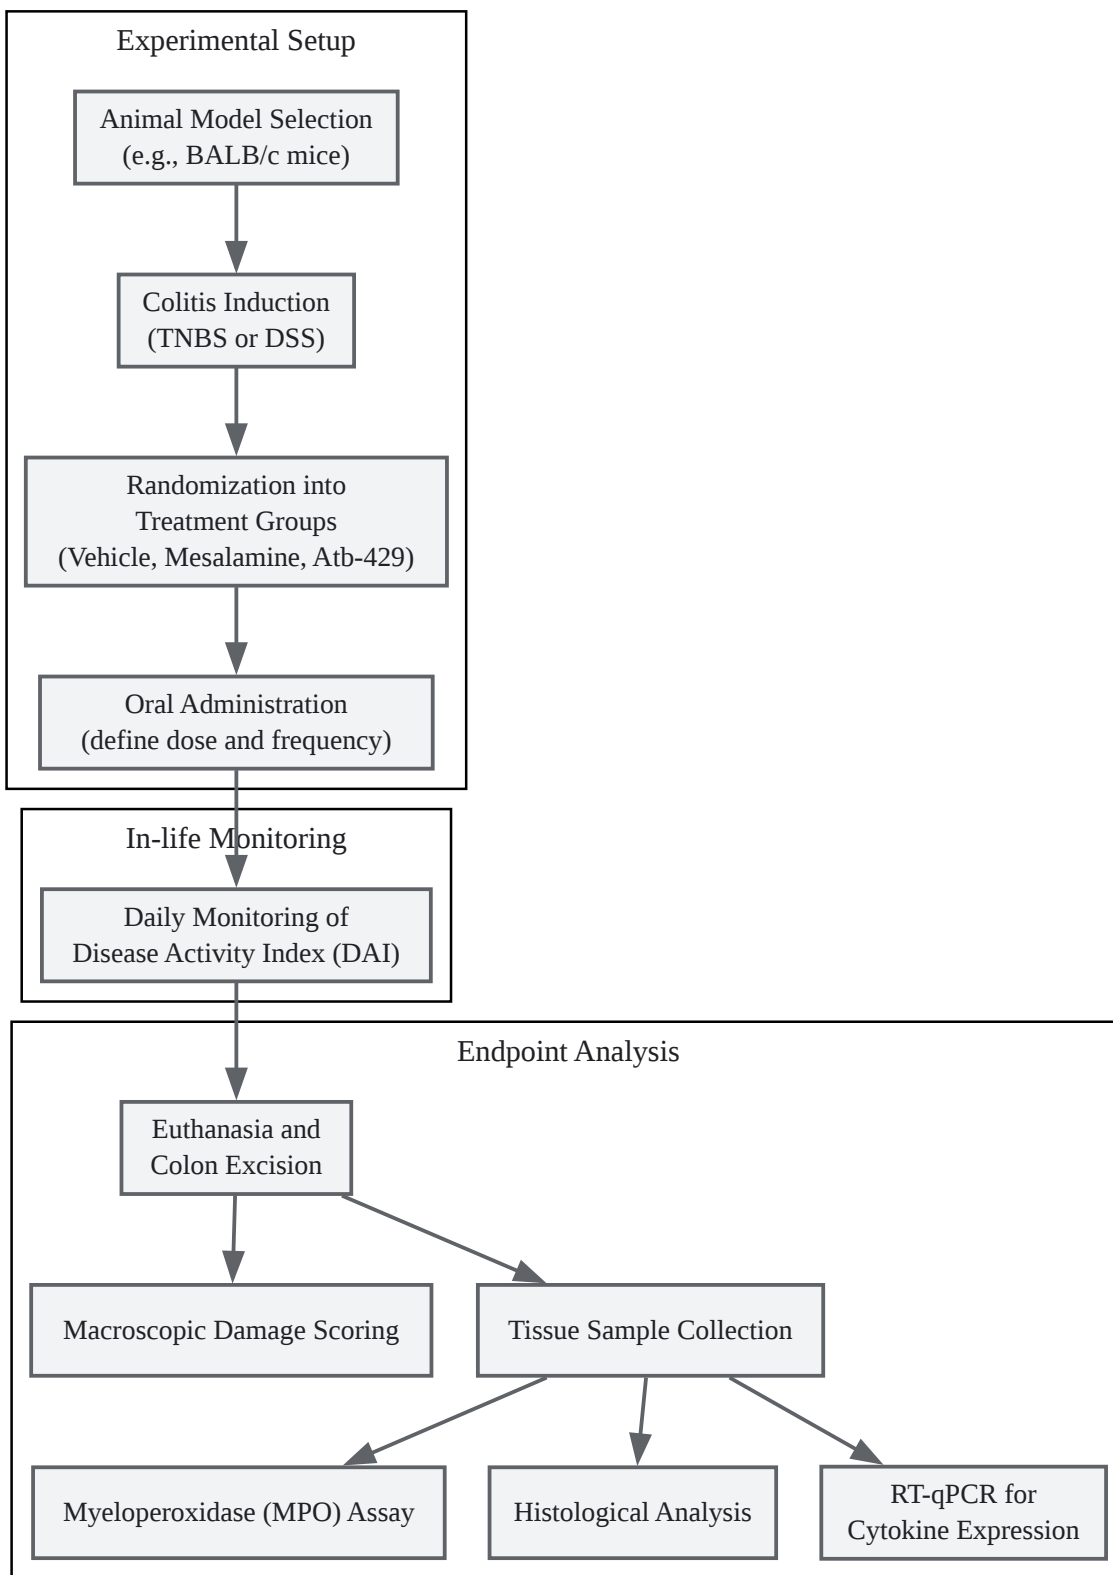 Experimental Setup
Animal Model Selection
(e.g., BALB/c mice)
Colitis Induction
(TNBS or DSS)
Randomization into
Treatment Groups
(Vehicle, Mesalamine, Atb-429)
Oral Administration
(define dose and frequency)
In-life Monitoring
Daily Monitoring of
Disease Activity Index (DAI)
Endpoint Analysis
Euthanasia and
Colon Excision
Macroscopic Damage Scoring
Tissue Sample Collection
Myeloperoxidase (MPO) Assay
Histological Analysis
RT-qPCR for
Cytokine Expression